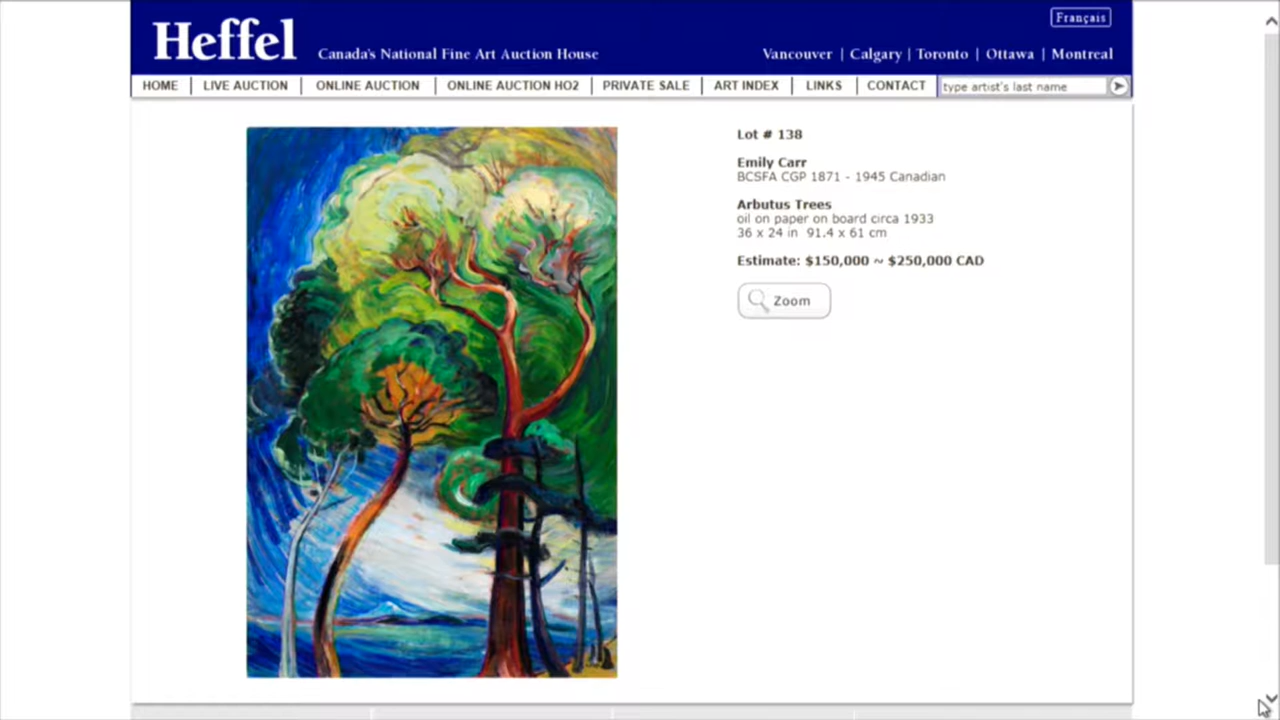 Français
Heffel Canada's National Fine Art Auction House Vancouver | Calgary | Toronto | Ottawa | Montreal
HOME | LIVE AUCTION | ONLINE AUCTION | ONLINE AUCTION HO2 | PRIVATE SALE | ART INDEX | LINKS | CONTACT type artist's last name
Lot # 138
Emily Carr
BCSFA CGP 1871 - 1945 Canadian
Arbutus Trees
oil on paper on board circa 1933
36 x 24 in 91.4 x 61 cm
Estimate: $150,000 ~ $250,000 CAD
Zoom